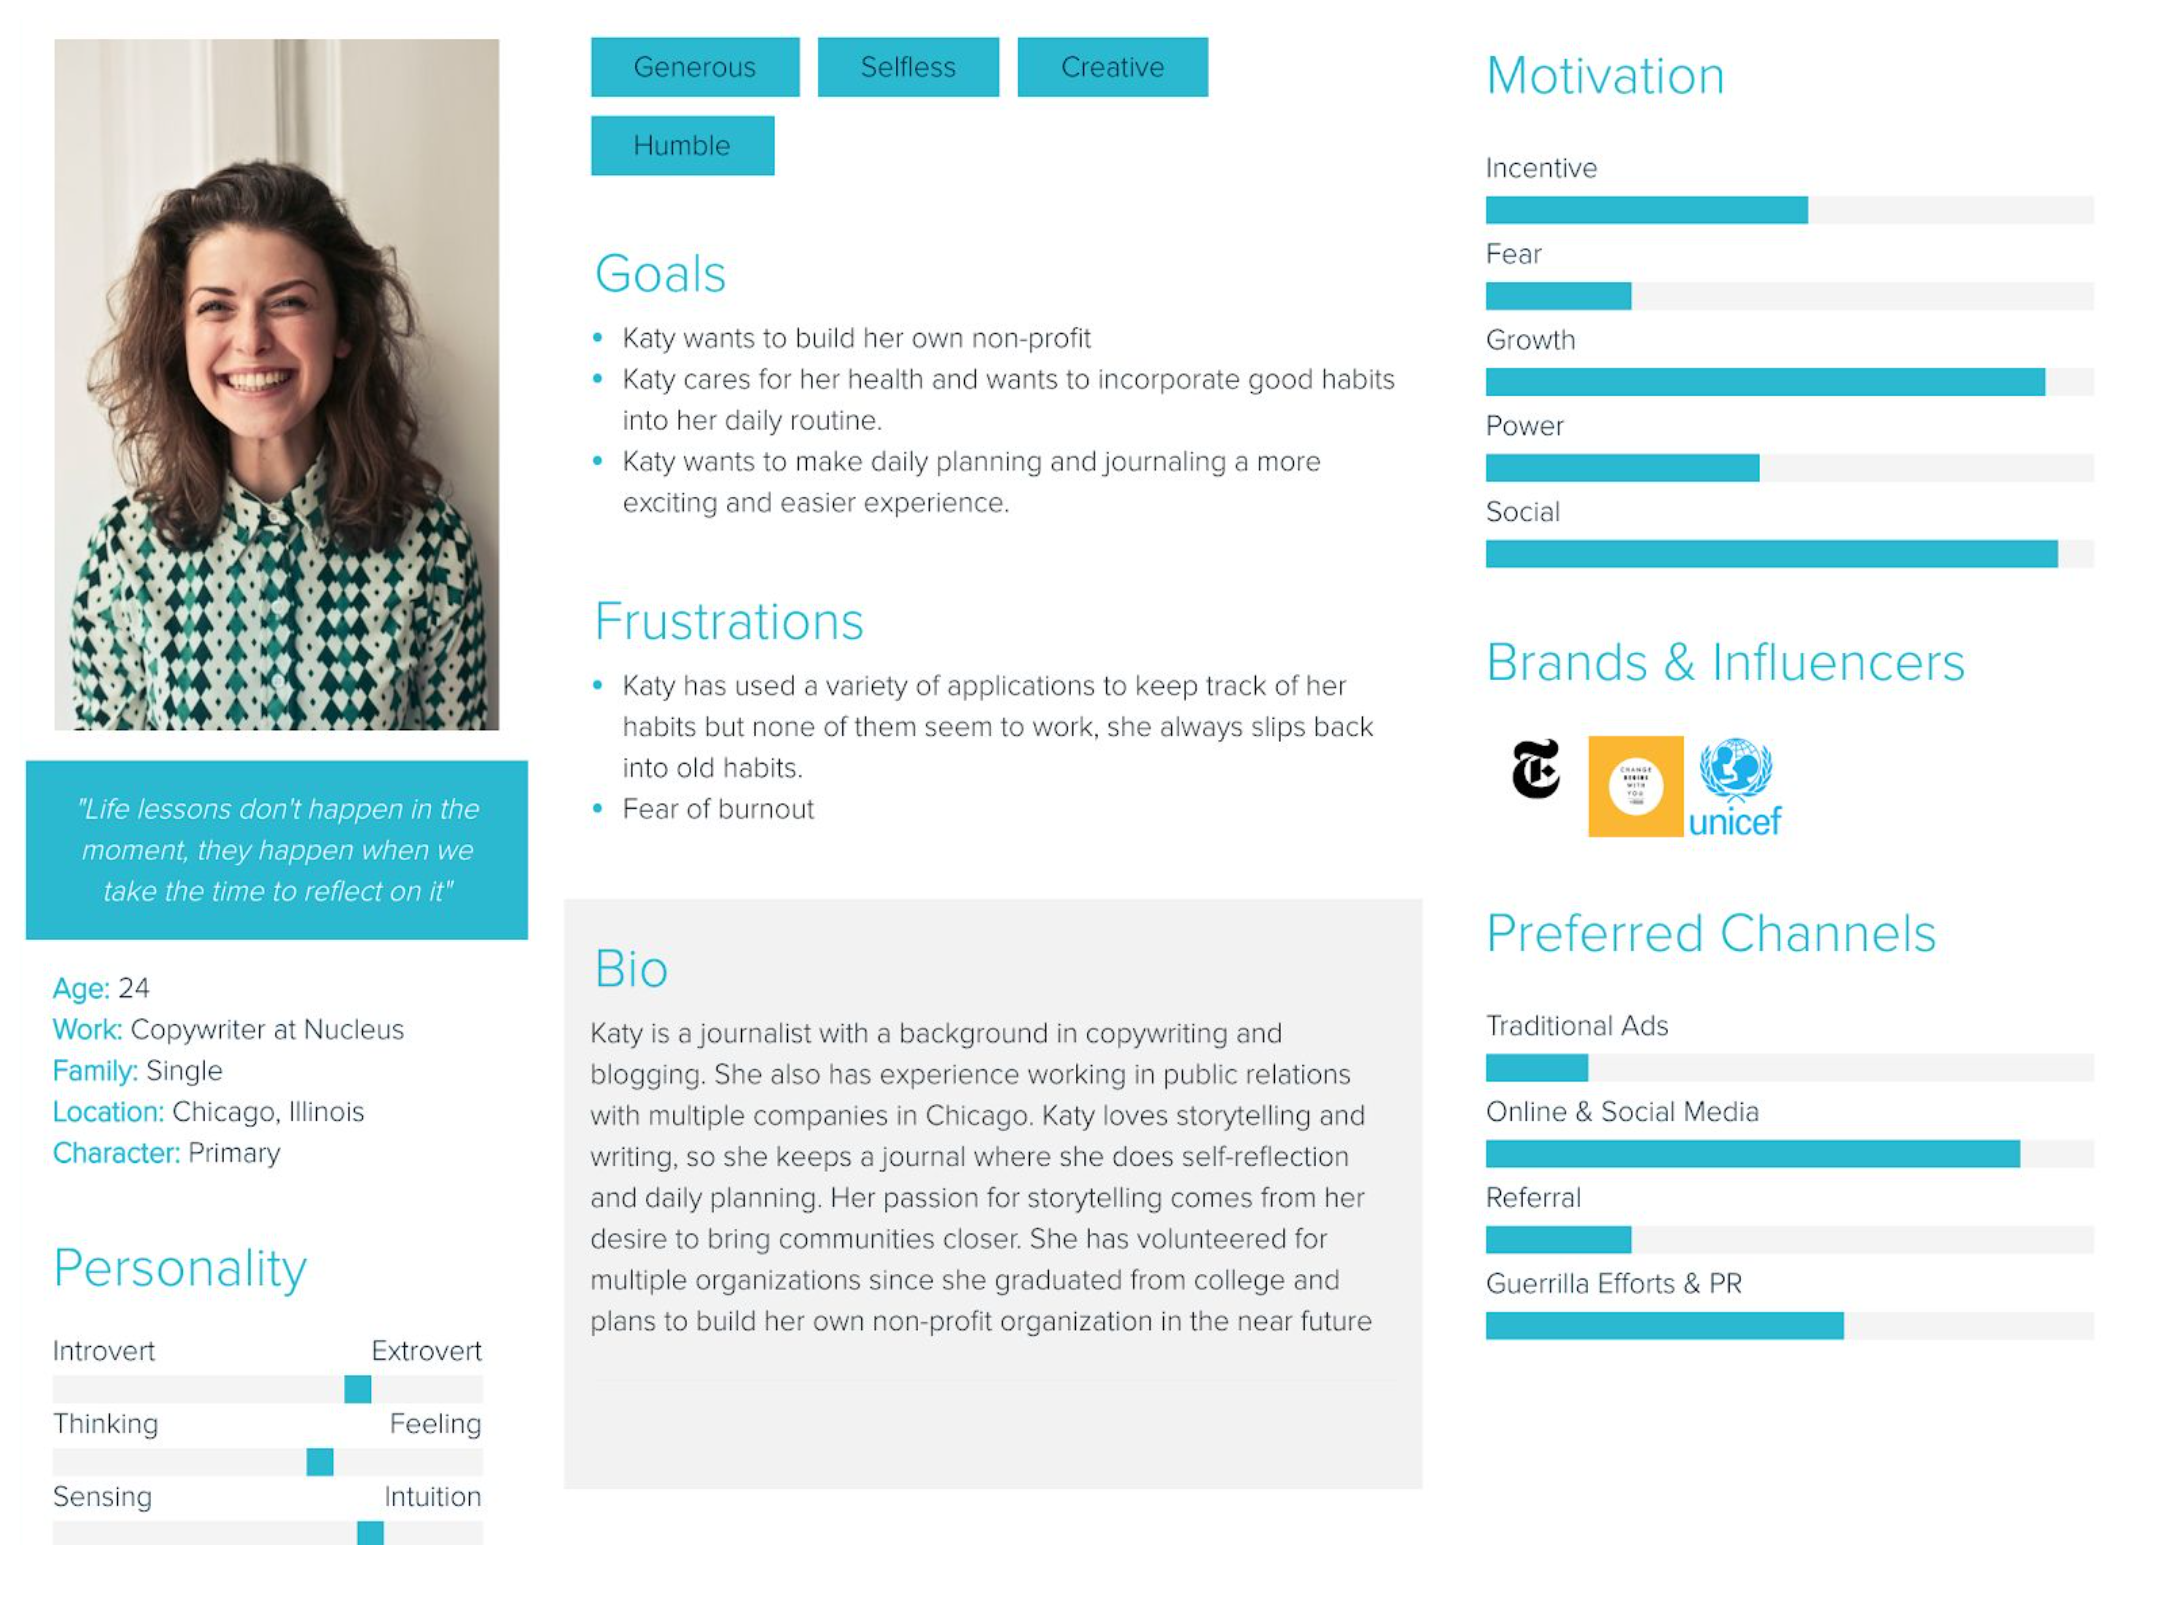 "Life lessons don't happen in the
moment, they happen when we
take the time to reflect on it"
Age: 24
Work: Copywriter at Nucleus
Family: Single
Location: Chicago, Illinois
Character: Primary
Personality
Introvert Extrovert
Thinking Feeling
Sensing Intuition
Generous Selfless Creative
Humble
Goals
• Katy wants to build her own non-profit
• Katy cares for her health and wants to incorporate good habits
into her daily routine.
• Katy wants to make daily planning and journaling a more
exciting and easier experience.
Frustrations
• Katy has used a variety of applications to keep track of her
habits but none of them seem to work, she always slips back
into old habits.
• Fear of burnout
Bio
Katy is a journalist with a background in copywriting and
blogging. She also has experience working in public relations
with multiple companies in Chicago. Katy loves storytelling and
writing, so she keeps a journal where she does self-reflection
and daily planning. Her passion for storytelling comes from her
desire to bring communities closer. She has volunteered for
multiple organizations since she graduated from college and
plans to build her own non-profit organization in the near future
Motivation
Incentive
Fear
Growth
Power
Social
Brands & Influencers
T
CHANGE
BEGINS
WITH
YOU
unicef
Preferred Channels
Traditional Ads
Online & Social Media
Referral
Guerrilla Efforts & PR